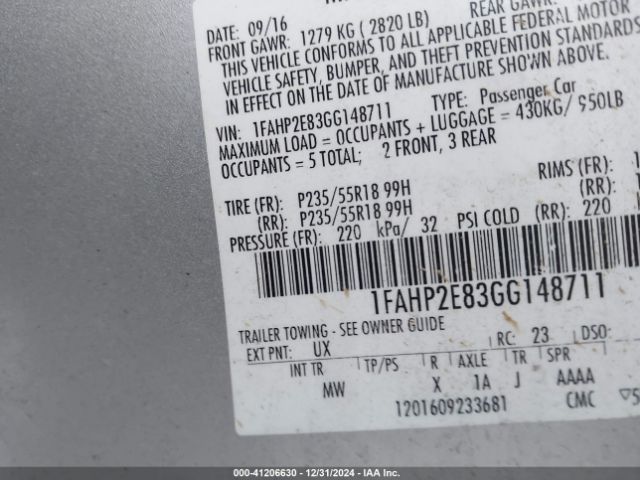 DATE: 09/16 REAR GAWR:
FRONT GAWR: 1279 KG ( 2820 LB)
THIS VEHICLE CONFORMS TO ALL APPLICABLE FEDERAL MOTOR
VEHICLE SAFETY, BUMPER, AND THEFT PREVENTION STANDARDS
IN EFFECT ON THE DATE OF MANUFACTURE SHOWN ABOVE.
VIN: 1FAHP2E83GG148711 TYPE: Passenger Car
MAXIMUM LOAD = OCCUPANTS + LUGGAGE = 430KG/ 950LB
OCCUPANTS = 5 TOTAL; 2 FRONT, 3 REAR
TIRE (FR): P235/55R18 99H RIMS (FR): 1
(RR): P235/55R18 99H (RR): 1
PRESSURE (FR): 220 kPa/ 32 PSI COLD (RR): 220
1FAHP2E83GG148711
TRAILER TOWING - SEE OWNER GUIDE
EXT PNT: UX RC: 23 DSO:
INT TR TP/PS R AXLE TR SPR
MW X 1A J AAAA
1201609233681 CMC
000-41206630 - 12/31/2024 - IAA Inc.